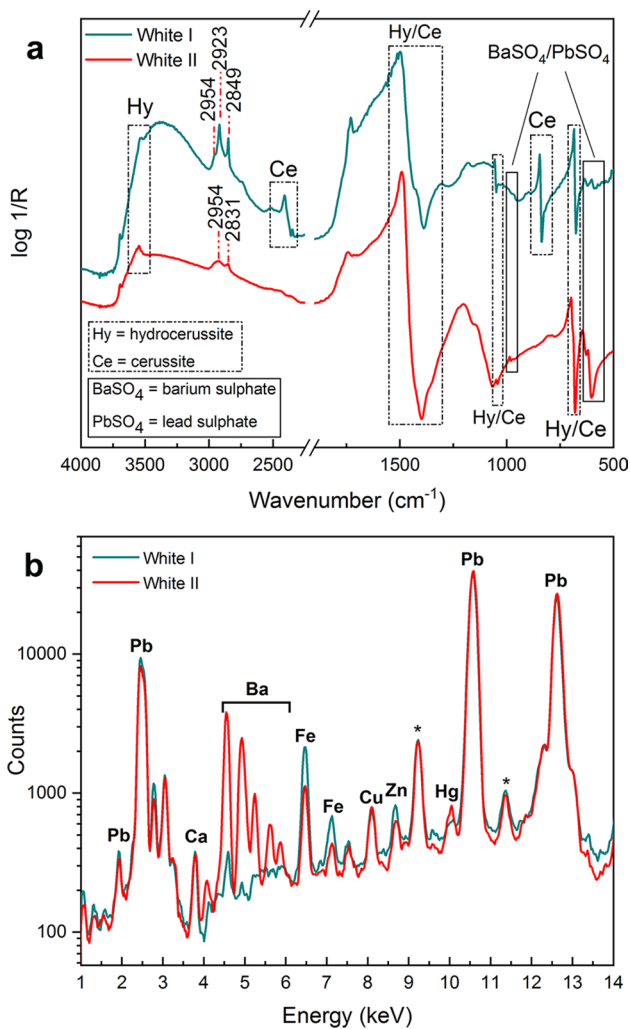 a
White I
White II
2954
2923
2849
Hy/Ce
BaSO₄/PbSO₄
Hy
Ce
Ce
2954
2831
log 1/R
Hy = hydrocerussite
Ce = cerussite
BaSO₄ = barium sulphate
PbSO₄ = lead sulphate
Hy/Ce
Hy/Ce
4000 3500 3000 2500 1500 1000 500
Wavenumber (cm⁻¹)
b
White I
White II
Pb
Pb
Pb
Ba
Fe
Fe
Cu
Zn
*
Hg
*
Pb
Ca
10000
1000
100
Counts
1 2 3 4 5 6 7 8 9 10 11 12 13 14
Energy (keV)